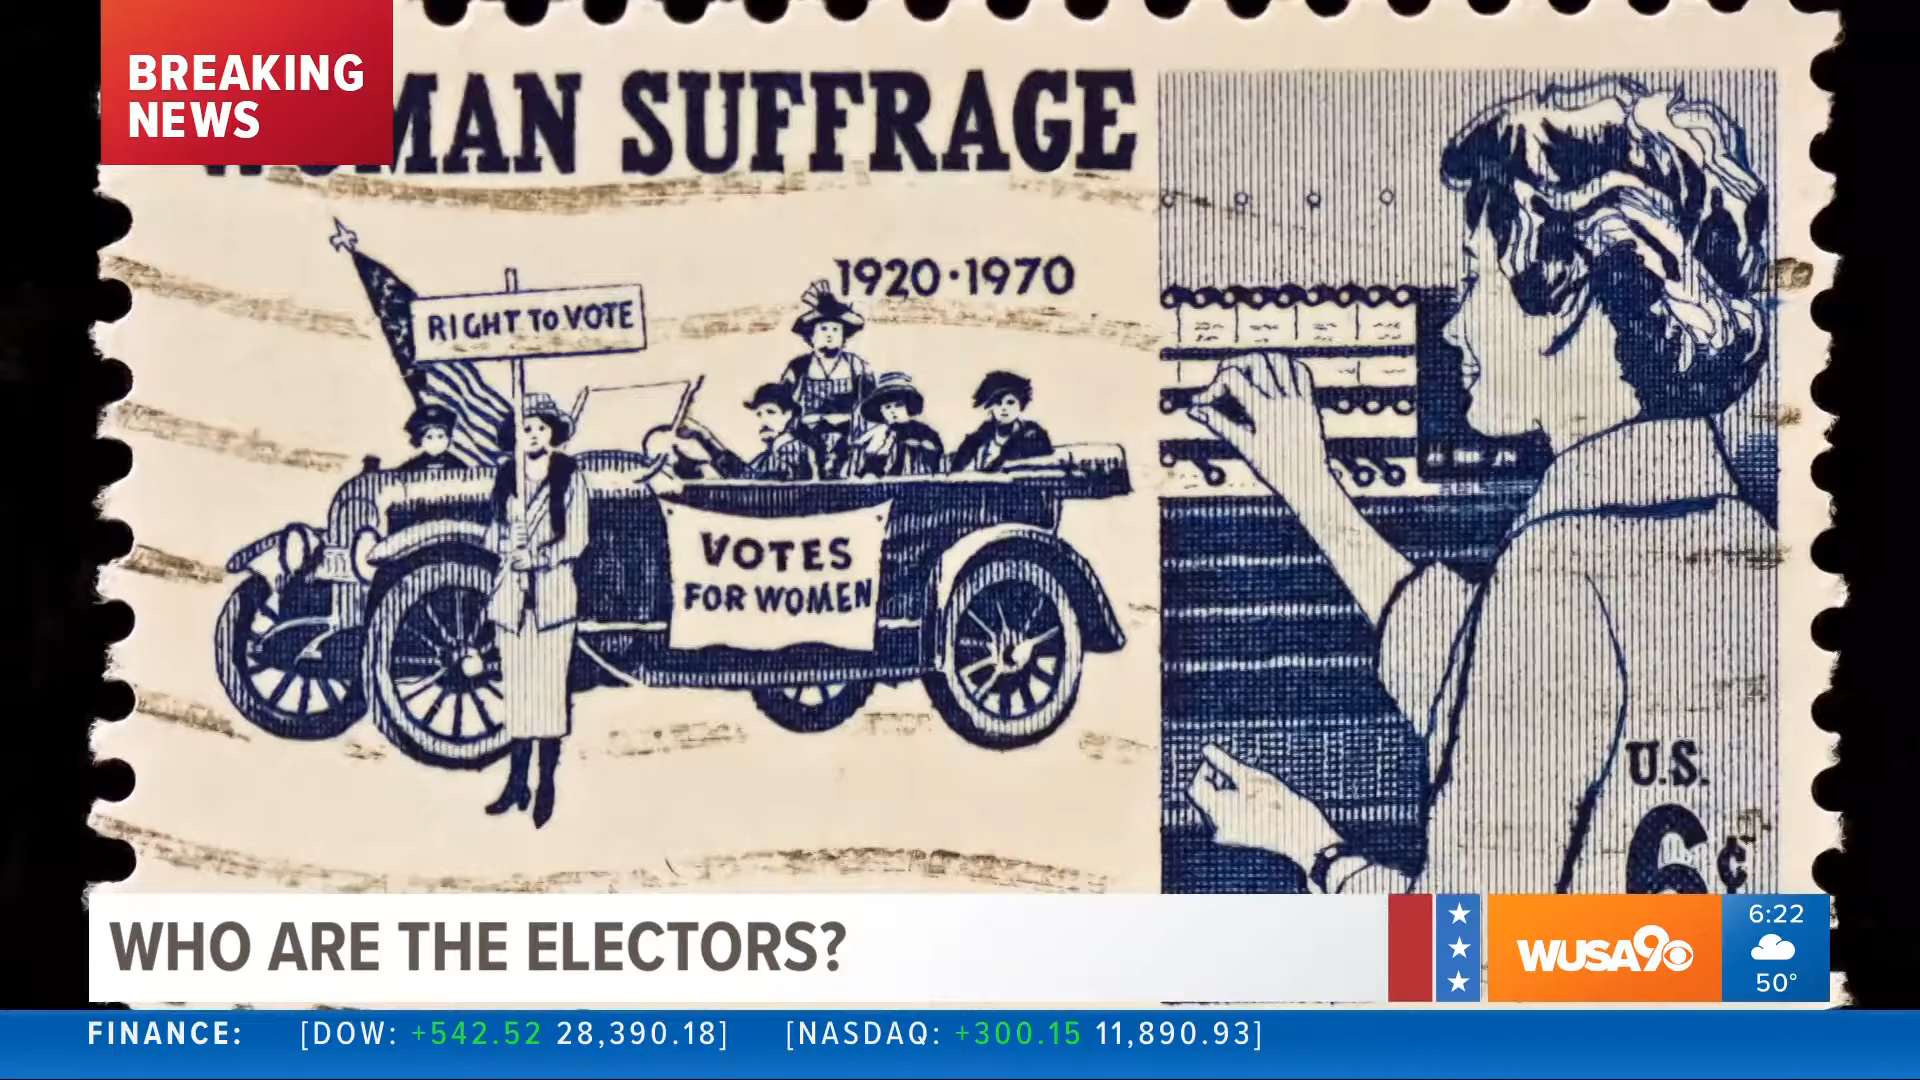 BREAKING
NEWS
WOMAN SUFFRAGE
1920·1970
RIGHT TO VOTE
VOTES
FOR WOMEN
U.S.
6¢
WHO ARE THE ELECTORS?
WUSA9
6:22
50°
FINANCE: [DOW: +542.52 28,390.18] [NASDAQ: +300.15 11,890.93]